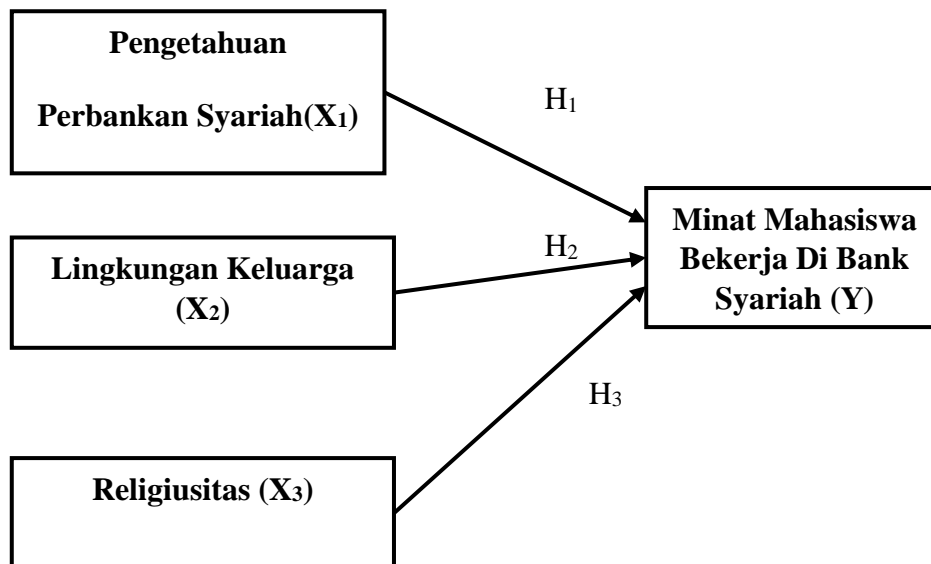 Pengetahuan
Perbankan Syariah(X₁)
H₁
Minat Mahasiswa
Bekerja Di Bank
Syariah (Y)
Lingkungan Keluarga
(X₂)
H₂
H₃
Religiusitas (X₃)